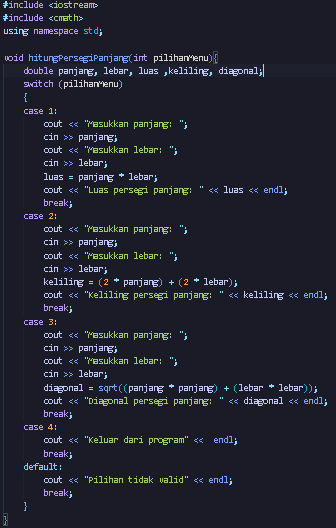 #include <iostream>
#include <cmath>
using namespace std;
void hitungPersegiPanjang(int pilihanMenu){
    double panjang, lebar, luas ,keliling, diagonal;
    switch (pilihanMenu)
    {
    case 1:
        cout << "Masukkan panjang: ";
        cin >> panjang;
        cout << "Masukkan lebar: ";
        cin >> lebar;
        luas = panjang * lebar;
        cout << "Luas persegi panjang: " << luas << endl;
        break;
    case 2:
        cout << "Masukkan panjang: ";
        cin >> panjang;
        cout << "Masukkan lebar: ";
        cin >> lebar;
        keliling = (2 * panjang) + (2 * lebar);
        cout << "Keliling persegi panjang: " << keliling << endl;
        break;
    case 3:
        cout << "Masukkan panjang: ";
        cin >> panjang;
        cout << "Masukkan lebar: ";
        cin >> lebar;
        diagonal = sqrt((panjang * panjang) + (lebar * lebar));
        cout << "Diagonal persegi panjang: " << diagonal << endl;
        break;
    case 4:
        cout << "Keluar dari program" <<  endl;
        break;
    default:
        cout << "Pilihan tidak valid" << endl;
        break;
    }
}